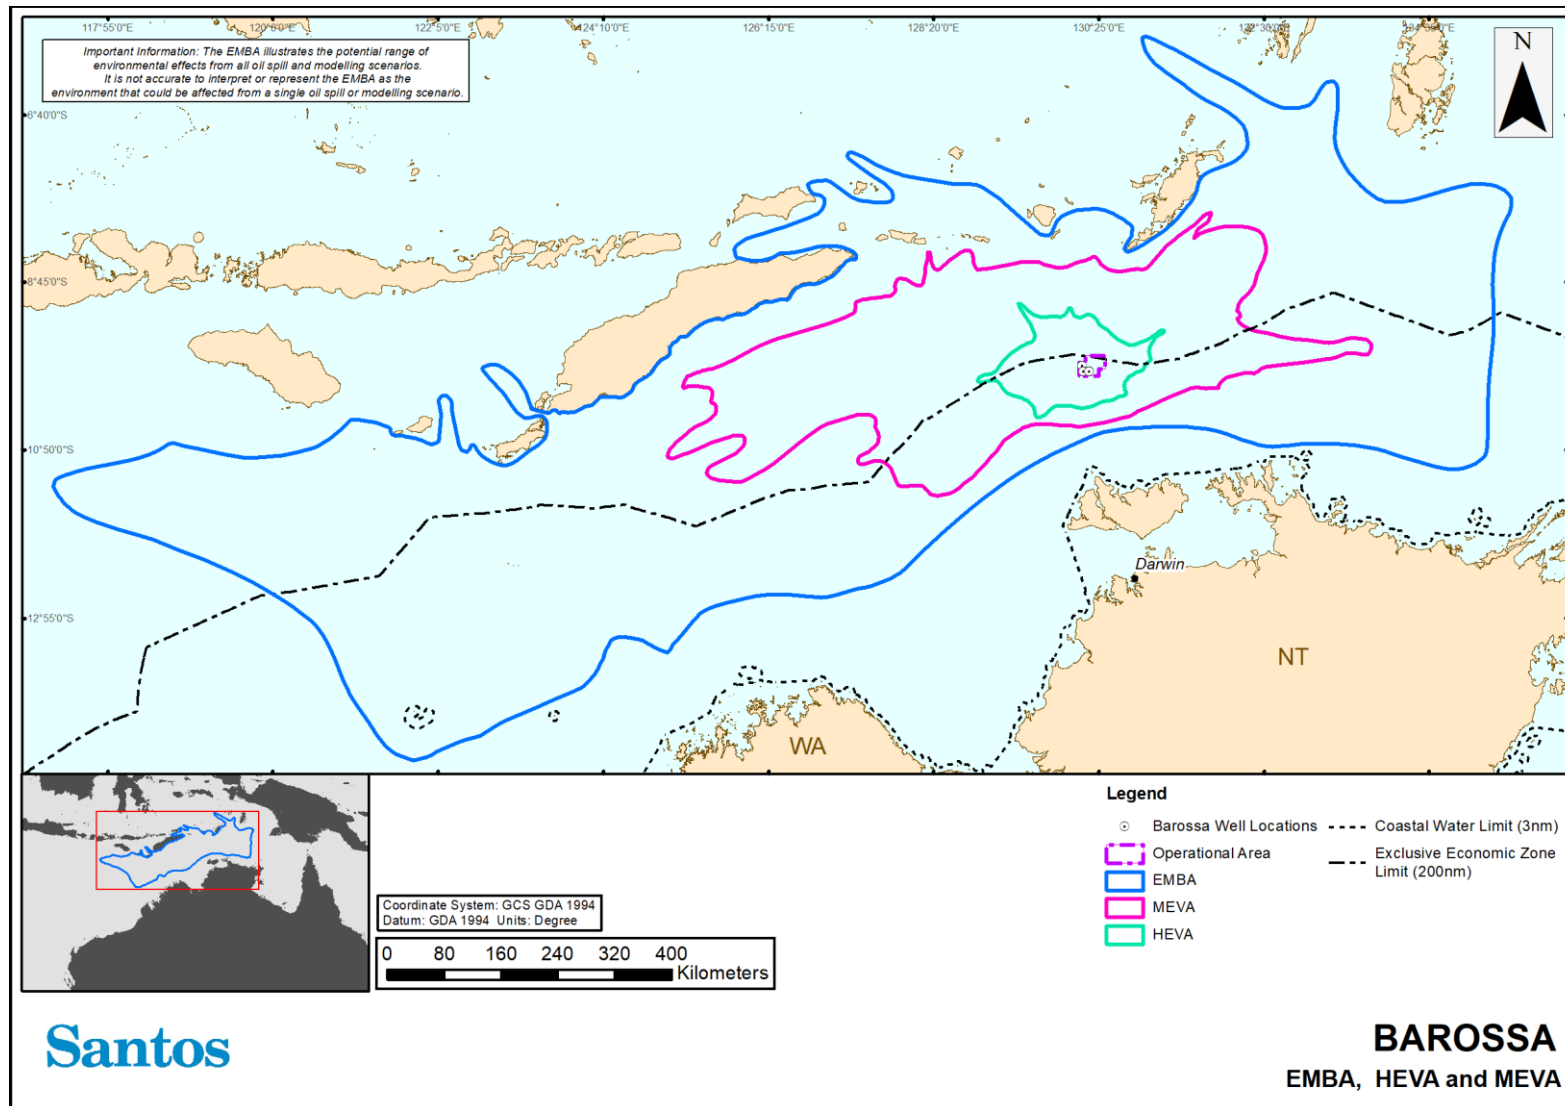 117°55'0"E
122°5'0"E
124°10'0"E
126°15'0"E
128°20'0"E
130°25'0"E
Important Information: The EMBA illustrates the potential range of
environmental effects from all oil spill and modelling scenarios.
It is not accurate to interpret or represent the EMBA as the
environment that could be affected from a single oil spill or modelling scenario.
N
6°40'0"S
8°45'0"S
10°50'0"S
12°55'0"S
Darwin
NT
WA
Legend
Barossa Well Locations
Operational Area
EMBA
MEVA
HEVA
Coastal Water Limit (3nm)
Exclusive Economic Zone
Limit (200nm)
Coordinate System: GCS GDA 1994
Datum: GDA 1994 Units: Degree
0 80 160 240 320 400
Kilometers
Santos
BAROSSA
EMBA, HEVA and MEVA